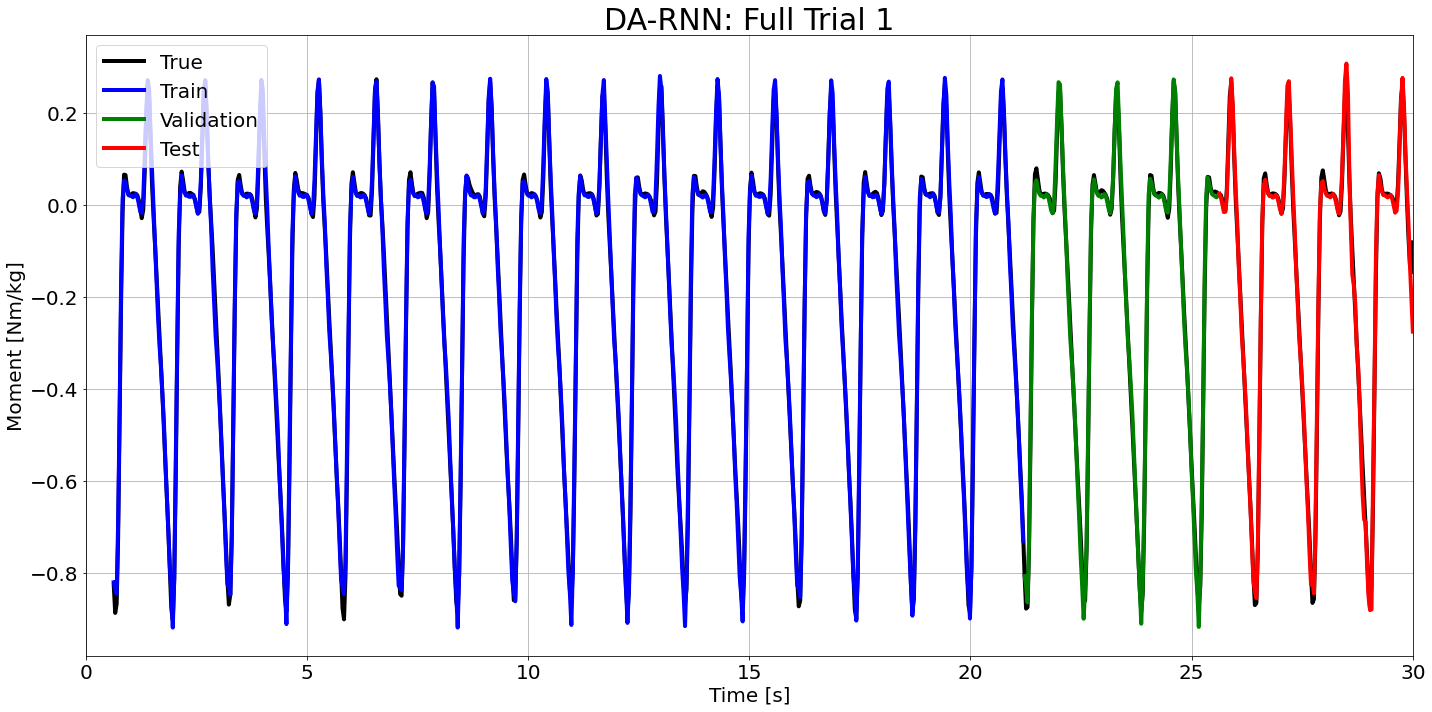 DA-RNN: Full Trial 1
True
Train
Validation
Test
0.2
0.0
−0.2
−0.4
−0.6
−0.8
Moment [Nm/kg]
0 5 10 15 20 25 30
Time [s]